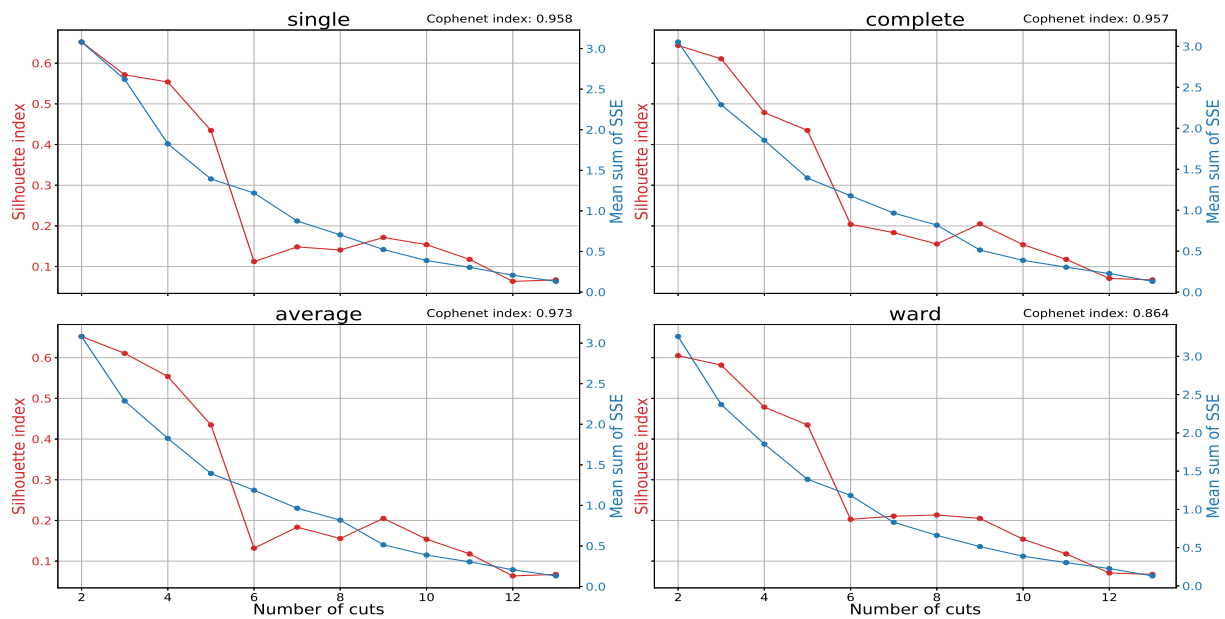 single
Cophenet index: 0.958
complete
Cophenet index: 0.957
0.6
0.5
0.4
0.3
0.2
0.1
Silhouette index
3.0
2.5
2.0
1.5
1.0
0.5
0.0
Mean sum of SSE
Silhouette index
3.0
2.5
2.0
1.5
1.0
0.5
0.0
Mean sum of SSE
average
Cophenet index: 0.973
ward
Cophenet index: 0.864
0.6
0.5
0.4
0.3
0.2
0.1
Silhouette index
3.0
2.5
2.0
1.5
1.0
0.5
0.0
Mean sum of SSE
Silhouette index
3.0
2.5
2.0
1.5
1.0
0.5
0.0
Mean sum of SSE
2 4 6 8 10 12
Number of cuts
2 4 6 8 10 12
Number of cuts